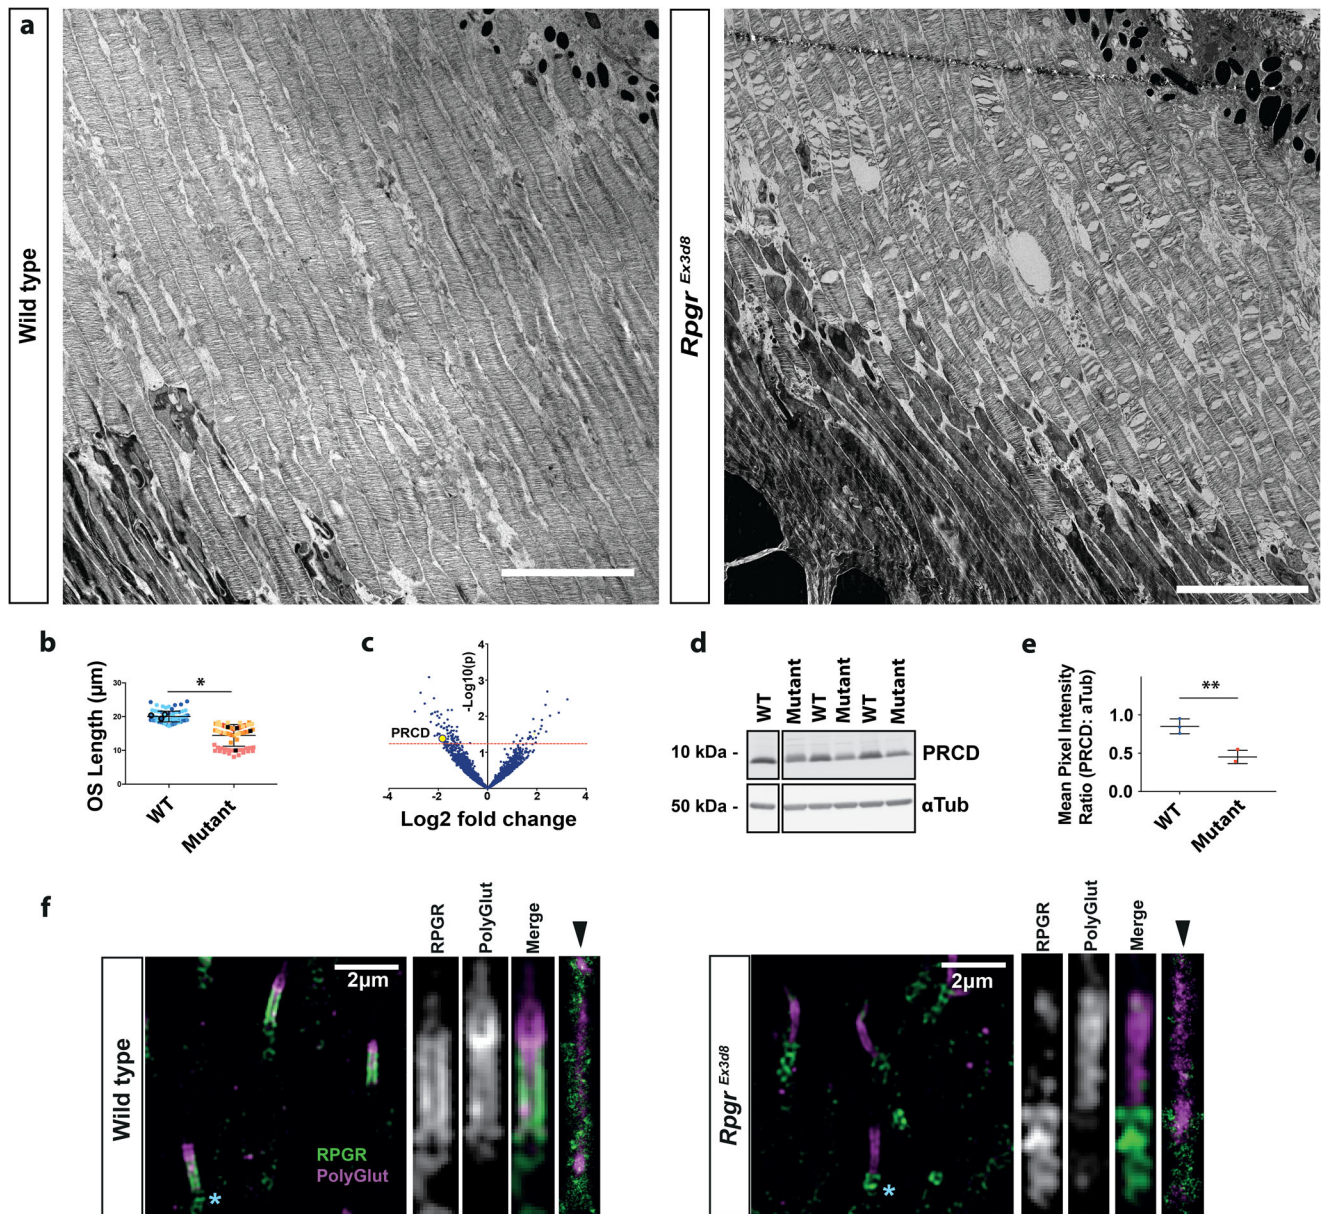 a
Wild type
Rpgr Ex3d8
b
OS Length (µm)
30
20
10
0
*
WT
Mutant
c
-Log10(p)
4
3
2
1
PRCD
-4
-2
0
2
4
Log2 fold change
d
WT
Mutant
WT
Mutant
WT
Mutant
10 kDa -
PRCD
50 kDa -
αTub
e
Mean Pixel Intensity
Ratio (PRCD: aTub)
1.0
0.5
0.0
**
WT
Mutant
f
Wild type
2µm
RPGR
PolyGlut
*
RPGR
PolyGlut
Merge
Rpgr Ex3d8
2µm
*
RPGR
PolyGlut
Merge